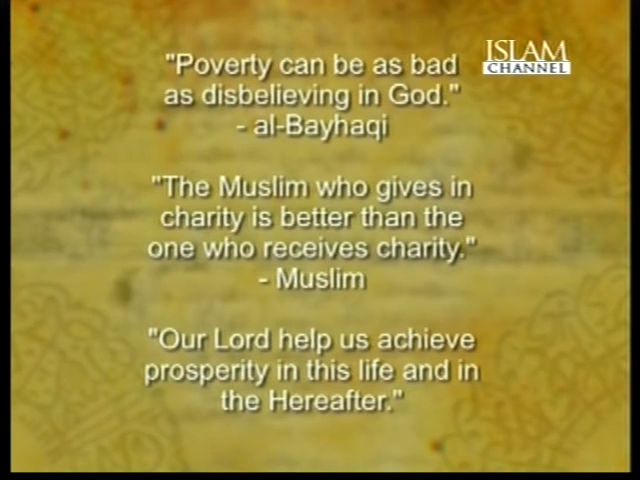 ISLAM
CHANNEL
"Poverty can be as bad
as disbelieving in God."
- al-Bayhaqi
"The Muslim who gives in
charity is better than the
one who receives charity."
- Muslim
"Our Lord help us achieve
prosperity in this life and in
the Hereafter."